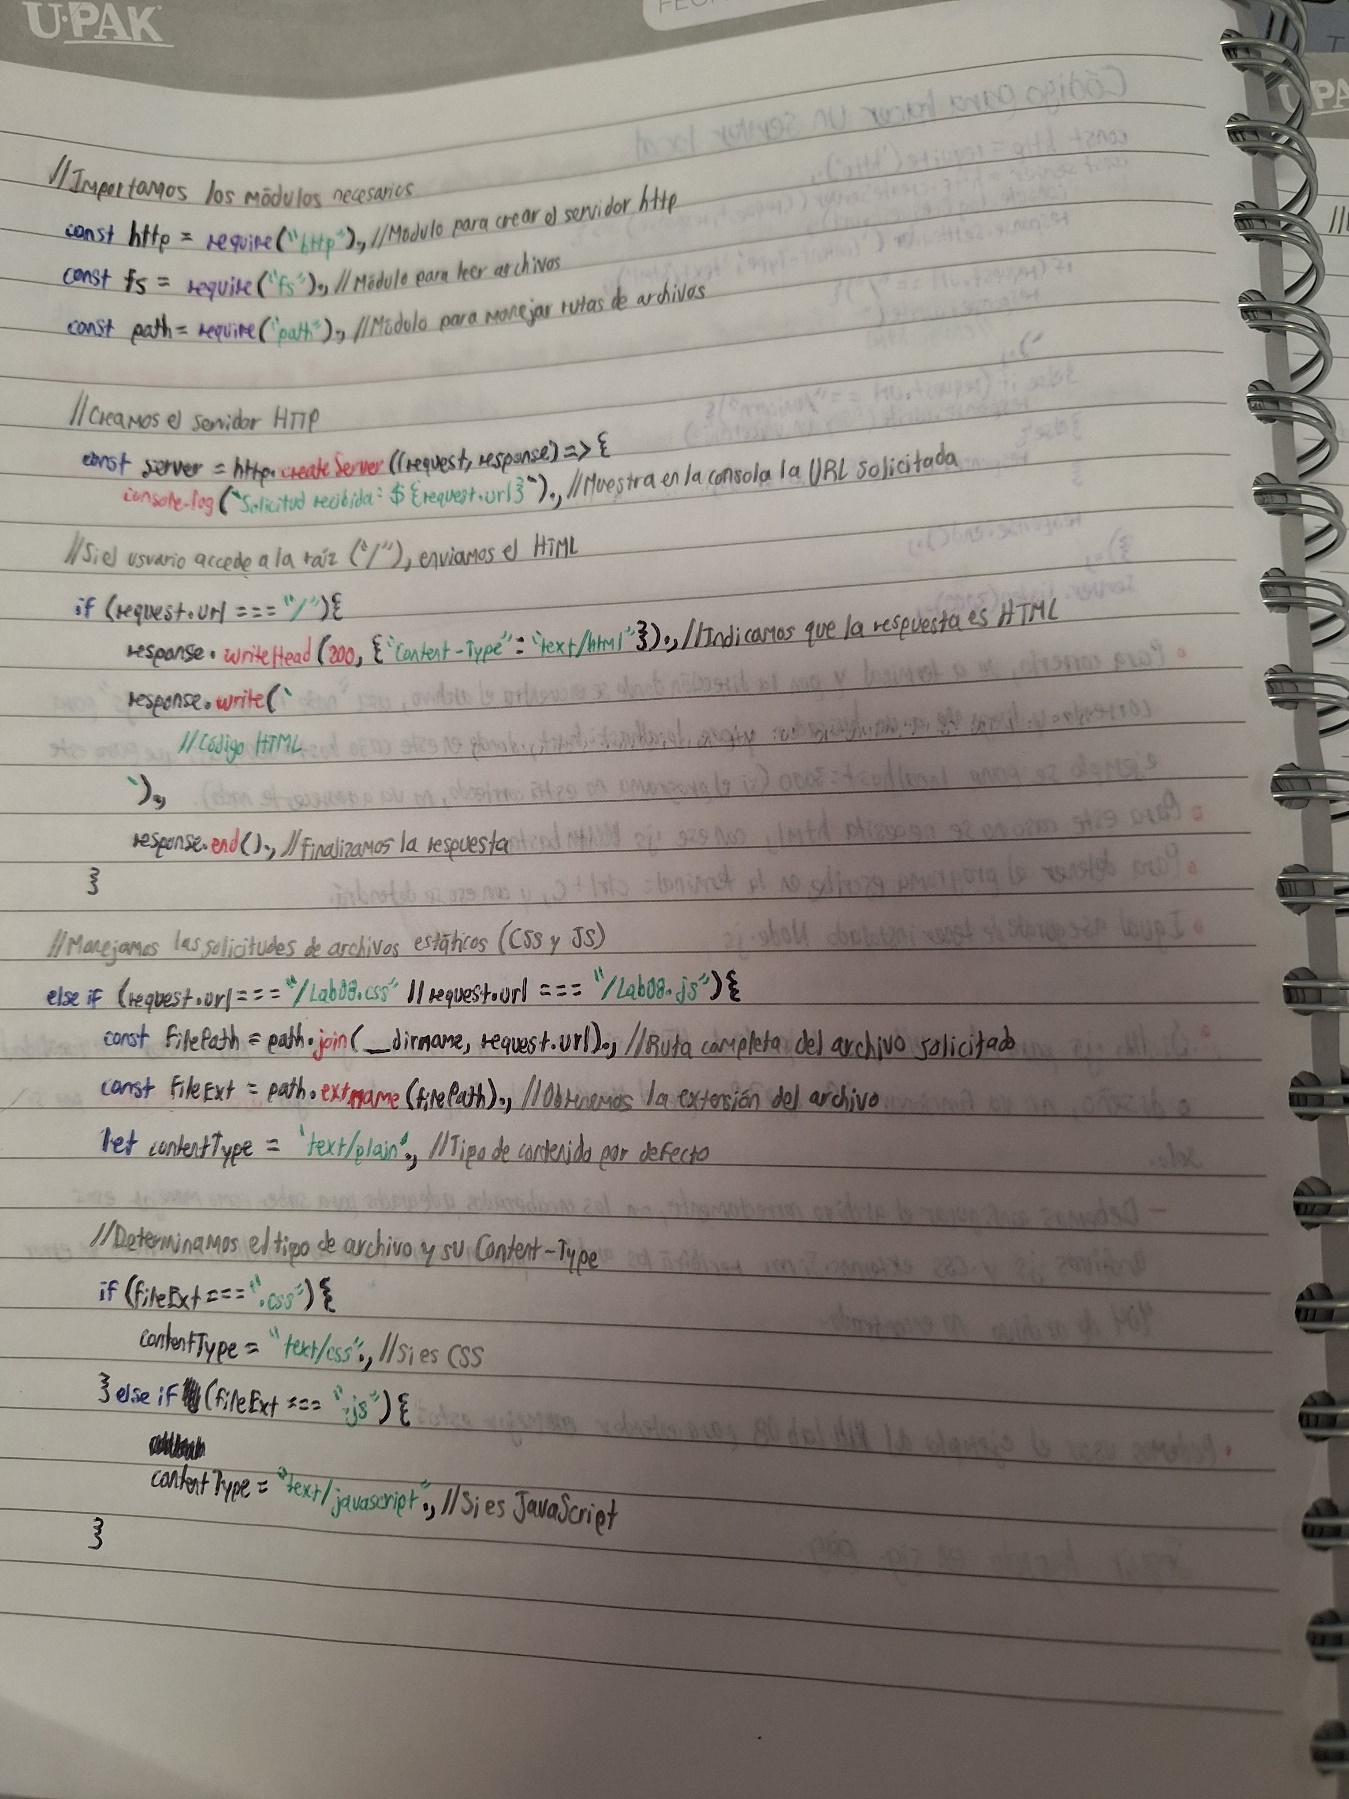 U·PAK
//Importamos los módulos necesarios
const http = require("http"); //Módulo para crear el servidor http
const fs = require("fs"); //Módulo para leer archivos
const path = require("path"); //Módulo para manejar rutas de archivos
//Creamos el servidor HTTP
const server = http.createServer((request, response) => {
console.log(`Solicitud recibida: ${request.url}`); //Muestra en la consola la URL solicitada
//Si el usuario accede a la raíz ("/"), enviamos el HTML
if (request.url === "/"){
response.writeHead(200, {"Content-Type": "text/html"}); //Indicamos que la respuesta es HTML
response.write(`
//Código HTML
`);
response.end(); //Finalizamos la respuesta
}
//Manejamos las solicitudes de archivos estáticos (CSS y JS)
else if (request.url === "/Lab08.css" || request.url === "/Lab08.js"){
const filePath = path.join(__dirname, request.url); //Ruta completa del archivo solicitado
const fileExt = path.extname(filePath); //Obtenemos la extensión del archivo
let contentType = "text/plain"; //Tipo de contenido por defecto
//Determinamos el tipo de archivo y su Content-Type
if (fileExt === ".css"){
contentType = "text/css"; //Si es CSS
} else if (fileExt === ".js"){
contentType = "text/javascript"; //Si es JavaScript
}